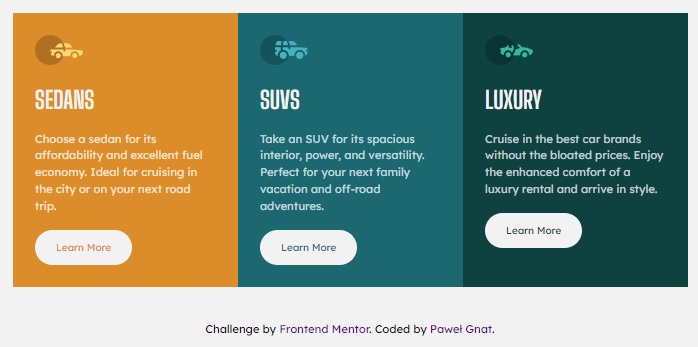 SEDANS
Choose a sedan for its
affordability and excellent fuel
economy. Ideal for cruising in
the city or on your next road
trip.
Learn More
SUVS
Take an SUV for its spacious
interior, power, and versatility.
Perfect for your next family
vacation and off-road
adventures.
Learn More
LUXURY
Cruise in the best car brands
without the bloated prices. Enjoy
the enhanced comfort of a
luxury rental and arrive in style.
Learn More
Challenge by Frontend Mentor. Coded by Paweł Gnat.